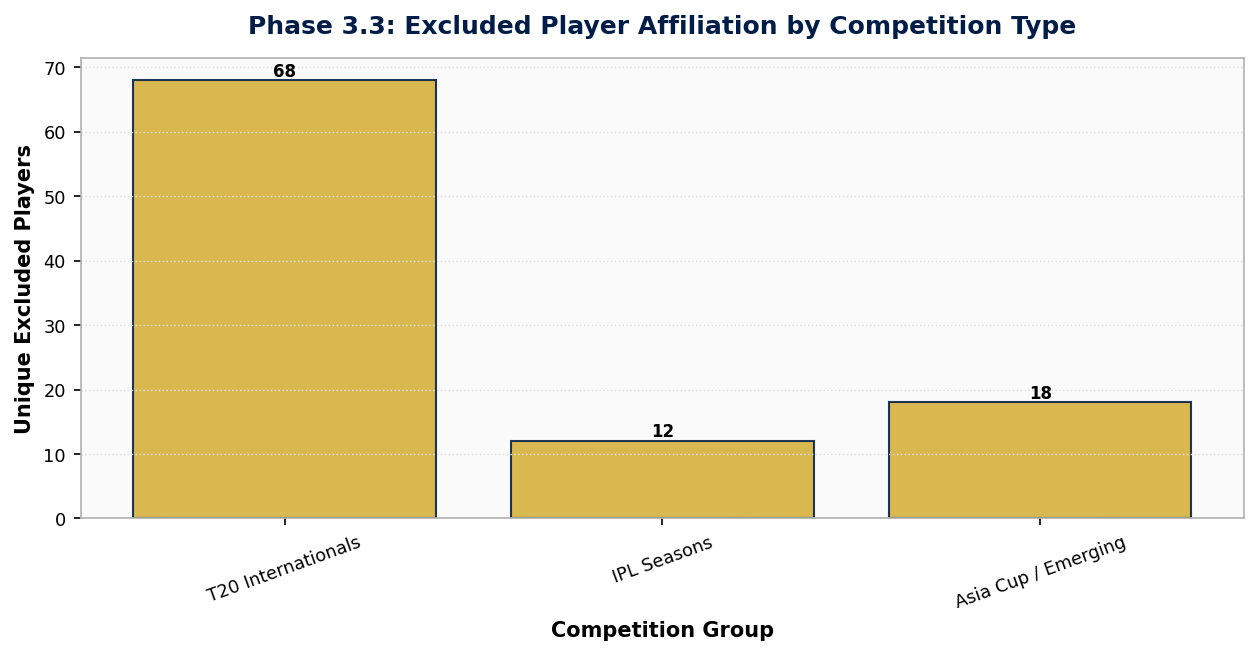 Phase 3.3: Excluded Player Affiliation by Competition Type
Unique Excluded Players
70
60
50
40
30
20
10
0
68
12
18
T20 Internationals
IPL Seasons
Asia Cup / Emerging
Competition Group